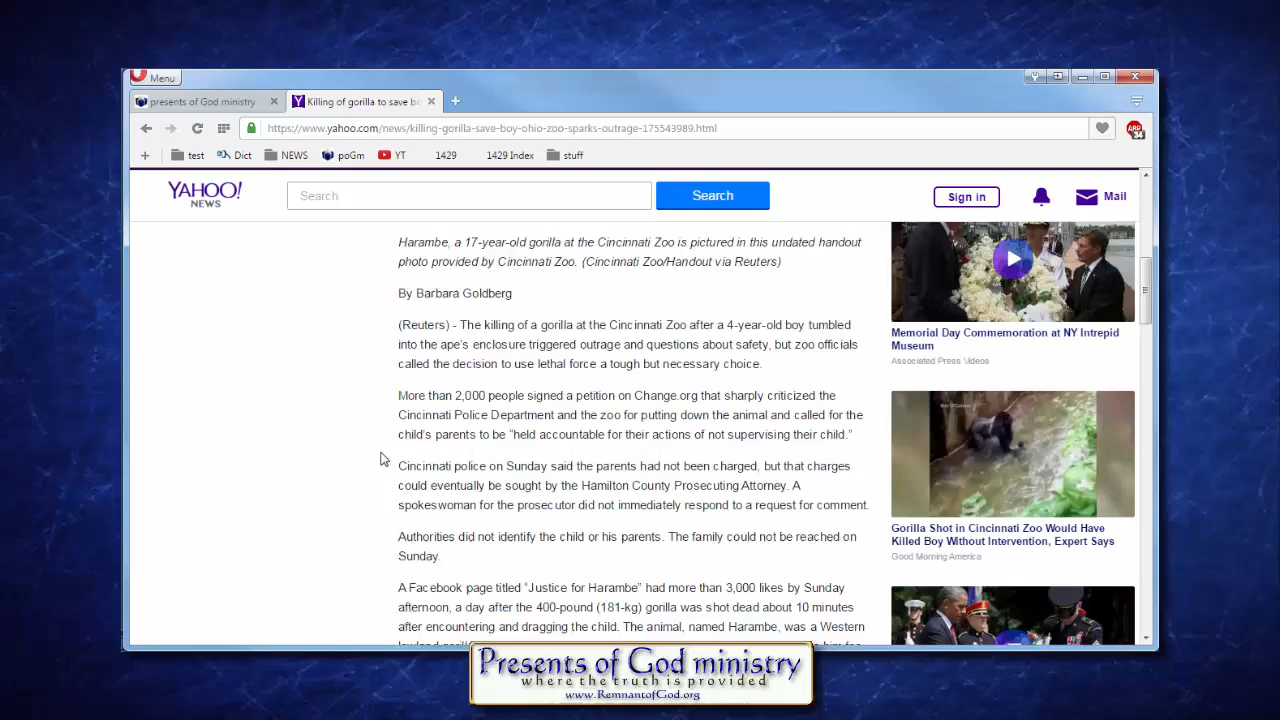 Menu
presents of God ministry
Killing of gorilla to save bo
https://www.yahoo.com/news/killing-gorilla-save-boy-ohio-zoo-sparks-outrage-175543989.html
ABP
34
test Dict NEWS poGm YT 1429 1429 Index stuff
YAHOO!
NEWS
Search
Search
Sign in
Mail
Harambe, a 17-year-old gorilla at the Cincinnati Zoo is pictured in this undated handout
photo provided by Cincinnati Zoo. (Cincinnati Zoo/Handout via Reuters)
By Barbara Goldberg
(Reuters) - The killing of a gorilla at the Cincinnati Zoo after a 4-year-old boy tumbled
into the ape's enclosure triggered outrage and questions about safety, but zoo officials
called the decision to use lethal force a tough but necessary choice.
More than 2,000 people signed a petition on Change.org that sharply criticized the
Cincinnati Police Department and the zoo for putting down the animal and called for the
child's parents to be “held accountable for their actions of not supervising their child.”
Cincinnati police on Sunday said the parents had not been charged, but that charges
could eventually be sought by the Hamilton County Prosecuting Attorney. A
spokeswoman for the prosecutor did not immediately respond to a request for comment.
Authorities did not identify the child or his parents. The family could not be reached on
Sunday.
A Facebook page titled “Justice for Harambe” had more than 3,000 likes by Sunday
afternoon, a day after the 400-pound (181-kg) gorilla was shot dead about 10 minutes
after encountering and dragging the child. The animal, named Harambe, was a Western
Memorial Day Commemoration at NY Intrepid
Museum
Associated Press Videos
Gorilla Shot in Cincinnati Zoo Would Have
Killed Boy Without Intervention, Expert Says
Good Morning America
Presents of God ministry
where the truth is provided
www.RemnantofGod.org